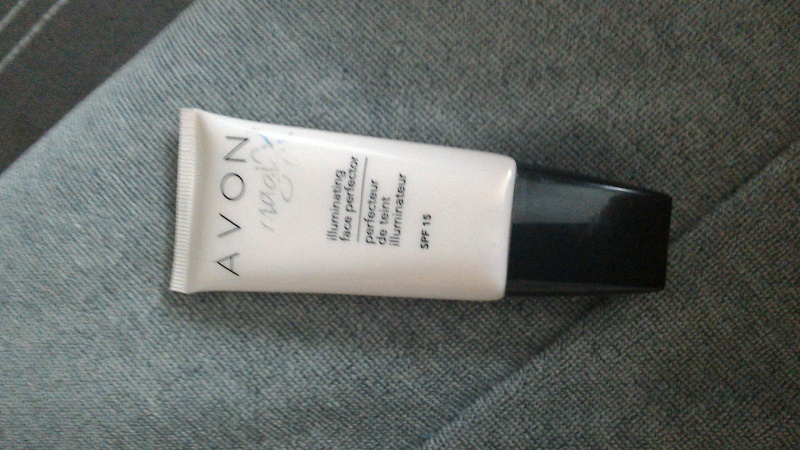 AVON
magix
illuminating
face perfector
perfecteur
de teint
illuminateur
SPF 15